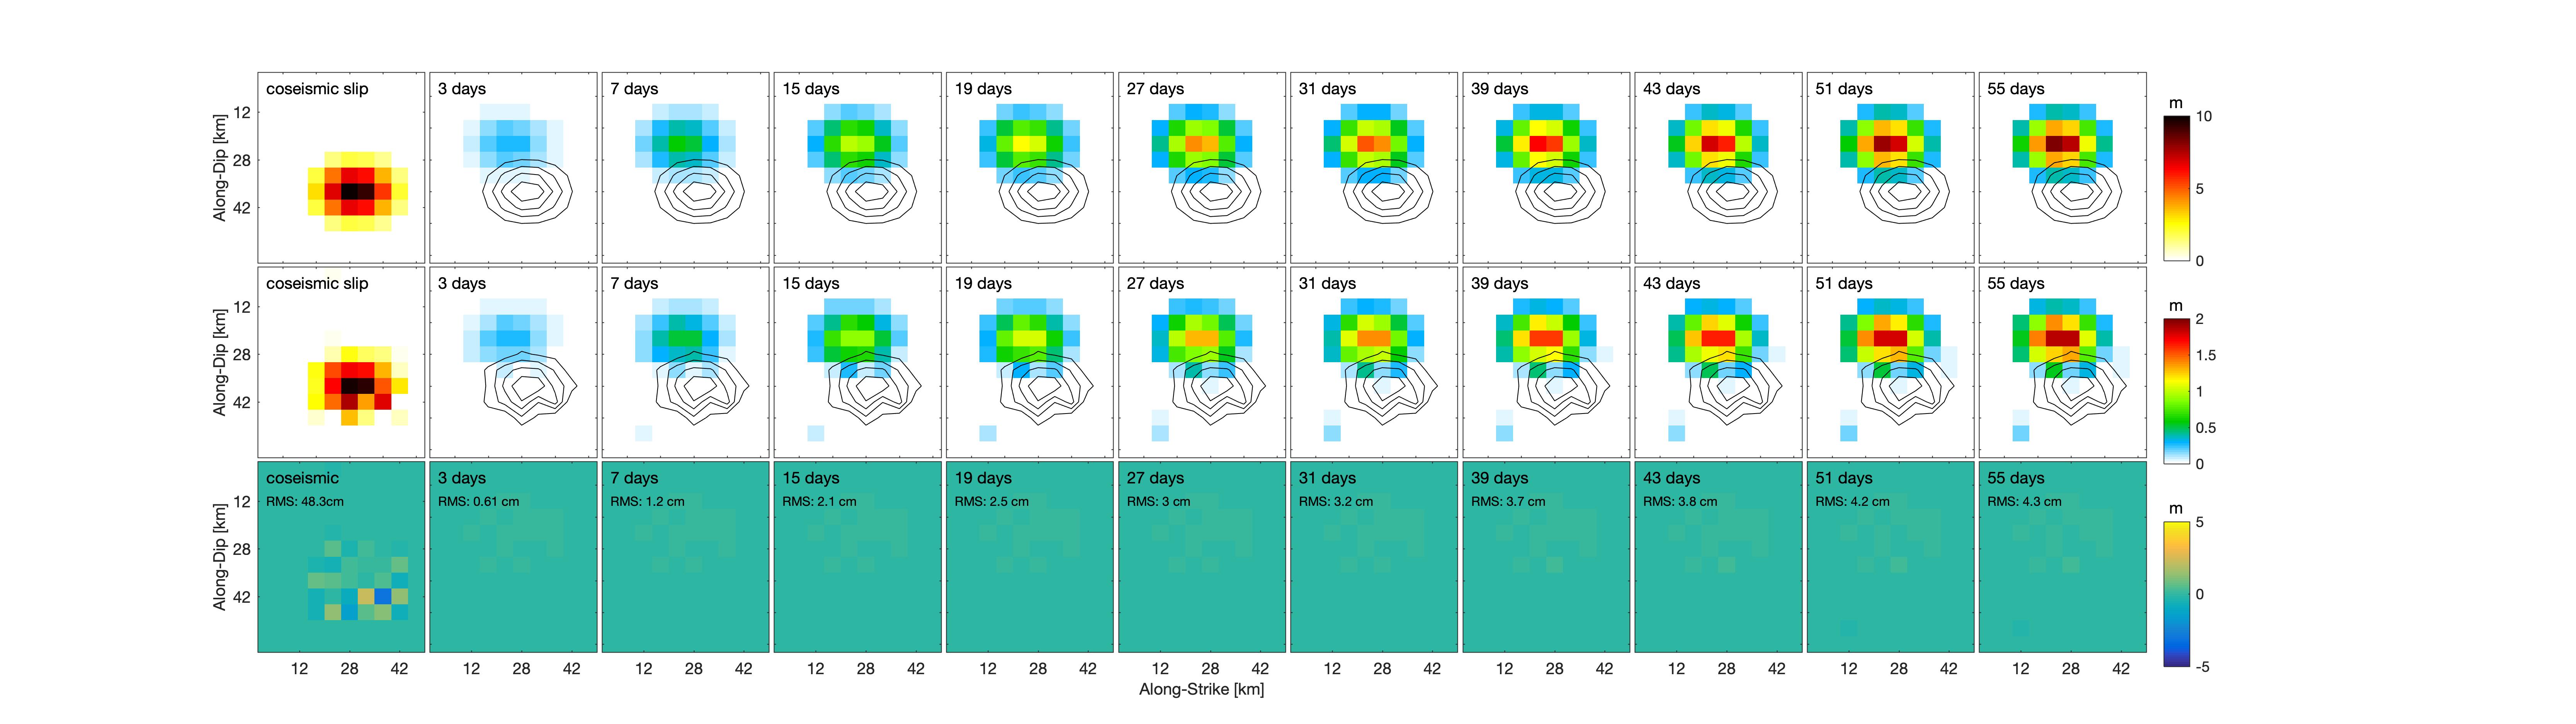 coseismic slip 3 days 7 days 15 days 19 days 27 days 31 days 39 days 43 days 51 days 55 days
m
10
5
0
12
28
42
Along-Dip [km]
coseismic slip 3 days 7 days 15 days 19 days 27 days 31 days 39 days 43 days 51 days 55 days
m
2
1.5
1
0.5
0
12
28
42
Along-Dip [km]
coseismic 3 days 7 days 15 days 19 days 27 days 31 days 39 days 43 days 51 days 55 days
RMS: 48.3cm RMS: 0.61 cm RMS: 1.2 cm RMS: 2.1 cm RMS: 2.5 cm RMS: 3 cm RMS: 3.2 cm RMS: 3.7 cm RMS: 3.8 cm RMS: 4.2 cm RMS: 4.3 cm
m
5
0
-5
12
28
42
Along-Dip [km]
12 28 42 12 28 42 12 28 42 12 28 42 12 28 42 12 28 42 12 28 42 12 28 42 12 28 42 12 28 42 12 28 42
Along-Strike [km]